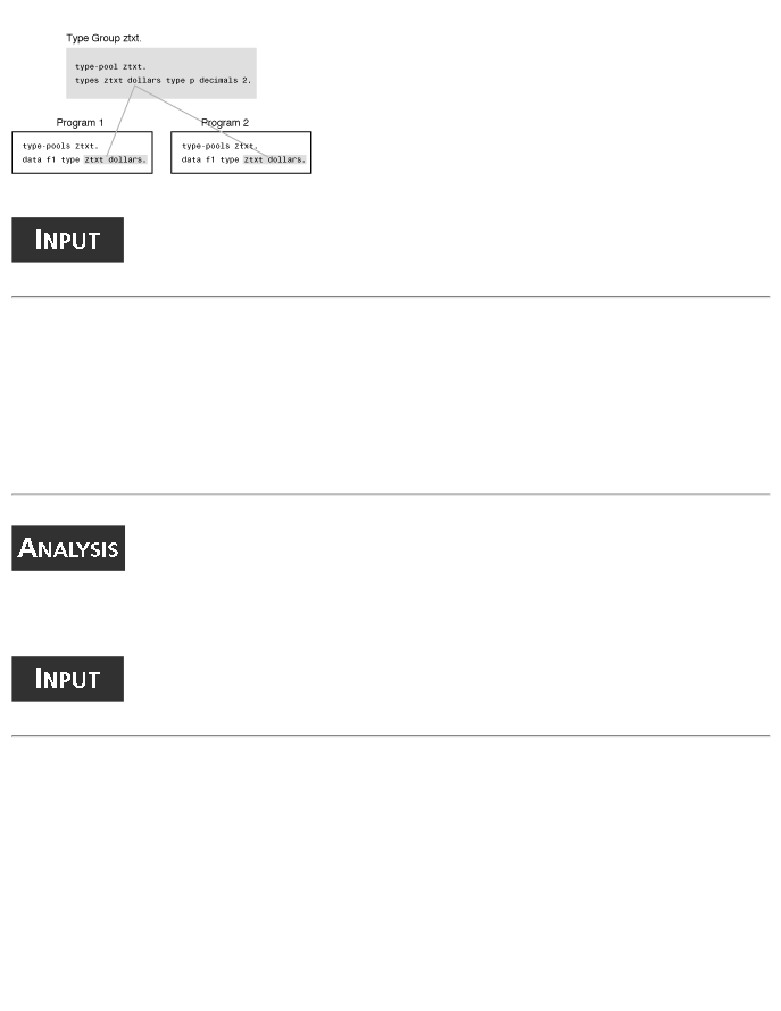 Type Group ztxt.
type-pool ztxt.
types ztxt dollars type p decimals 2.
Program 1
Program 2
type-pools ztxt.
data f1 type ztxt dollars.
type-pools ztxt.
data f1 type ztxt dollars.
INPUT
ANALYSIS
INPUT